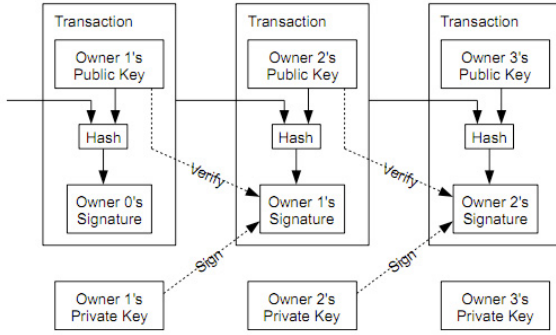 Transaction
Owner 1's
Public Key
Hash
Owner 0's
Signature
Transaction
Owner 2's
Public Key
Hash
Verify
Owner 1's
Signature
Transaction
Owner 3's
Public Key
Hash
Verify
Owner 2's
Signature
Sign
Sign
Owner 1's
Private Key
Owner 2's
Private Key
Owner 3's
Private Key